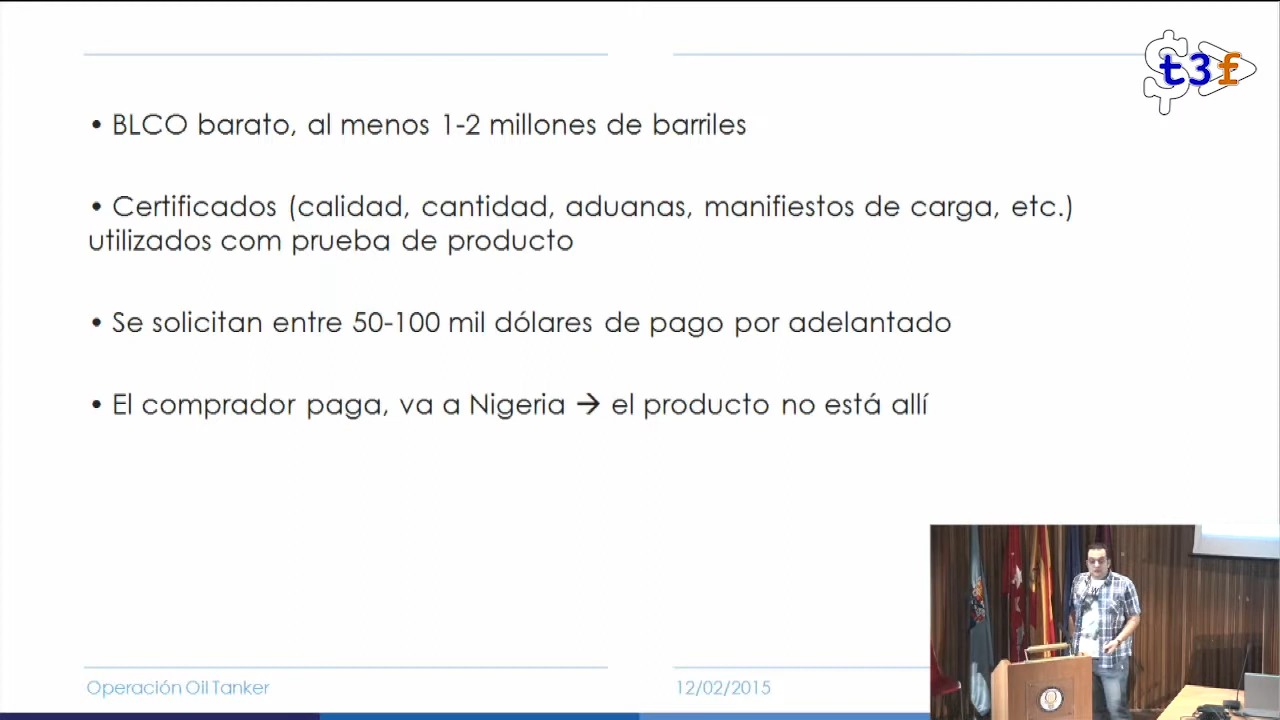 t3f
• BLCO barato, al menos 1-2 millones de barriles
• Certificados (calidad, cantidad, aduanas, manifiestos de carga, etc.)
utilizados com prueba de producto
• Se solicitan entre 50-100 mil dólares de pago por adelantado
• El comprador paga, va a Nigeria → el producto no está allí
Operación Oil Tanker
12/02/2015